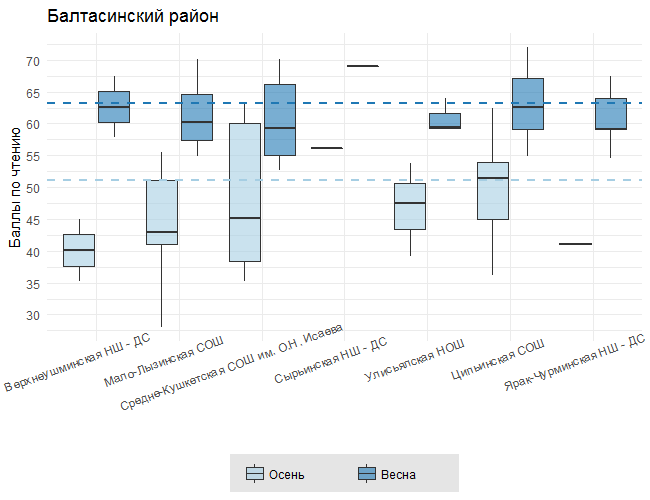 Балтасинский район
Баллы по чтению
70
65
60
55
50
45
40
35
30
Верхнеушминская НШ - ДС
Мало-Лызинская СОШ
Средне-Кушкетская СОШ им. О.Н. Исаева
Сырьинская НШ - ДС
Улисьялская НОШ
Ципьинская СОШ
Ярак-Чурминская НШ - ДС
Осень
Весна